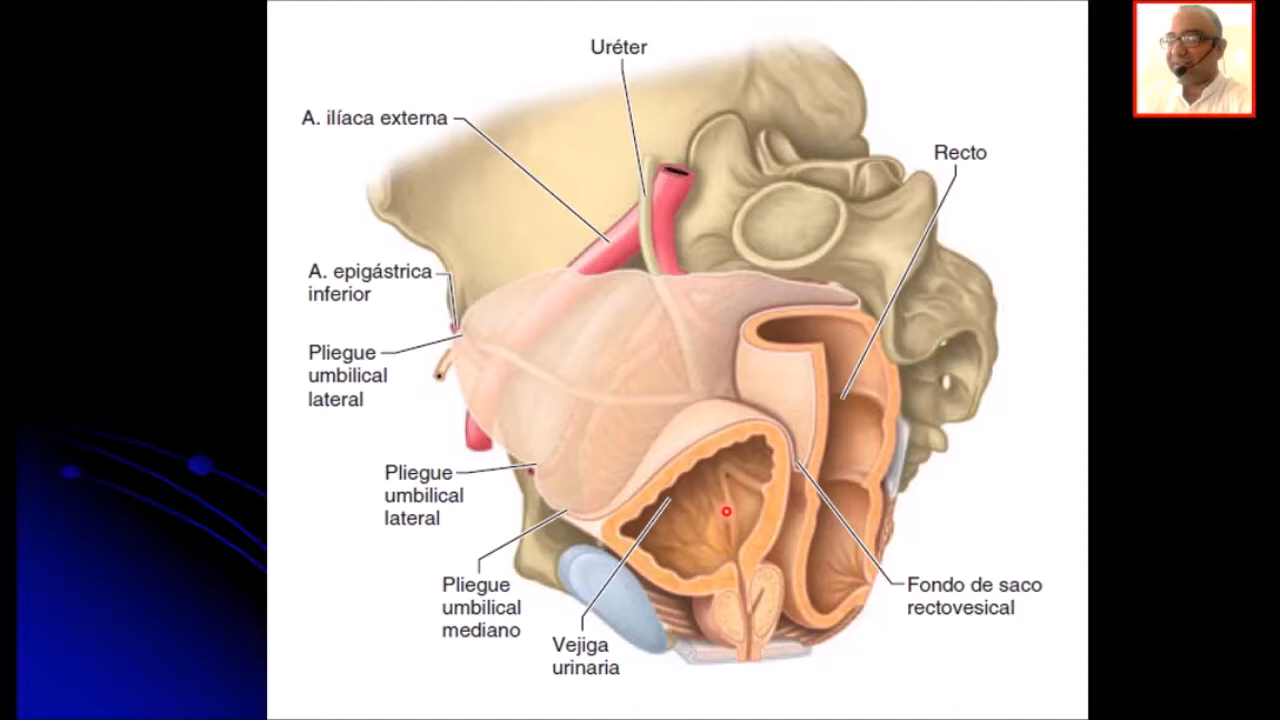 Uréter
A. ilíaca externa
Recto
A. epigástrica
inferior
Pliegue
umbilical
lateral
Pliegue
umbilical
lateral
Pliegue
umbilical
mediano
Vejiga
urinaria
Fondo de saco
rectovesical